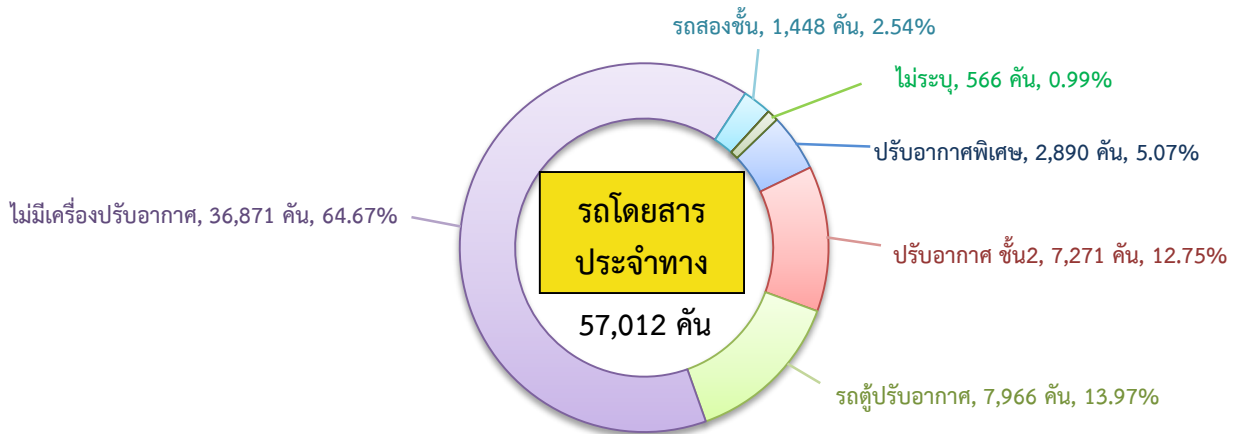 รถสองชั้น, 1,448 คัน, 2.54%
ไม่ระบุ, 566 คัน, 0.99%
ปรับอากาศพิเศษ, 2,890 คัน, 5.07%
ไม่มีเครื่องปรับอากาศ, 36,871 คัน, 64.67%
รถโดยสาร
ประจำทาง
57,012 คัน
ปรับอากาศ ชั้น2, 7,271 คัน, 12.75%
รถตู้ปรับอากาศ, 7,966 คัน, 13.97%